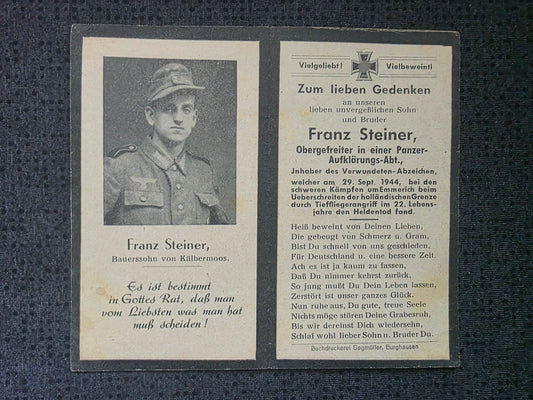 Franz Steiner,
Bauerssohn von Kälbermoos.
Es ist bestimmt
in Gottes Rat, daß man
vom Liebsten was man hat
muß scheiden!
Vielgeliebt! Vielbeweint!
Zum lieben Gedenken
an unseren
lieben unvergeßlichen Sohn
und Bruder
Franz Steiner,
Obergefreiter in einer Panzer-
Aufklärungs-Abt.,
Jnhaber des Verwundeten-Abzeichen,
welcher am 29. Sept. 1944, bei den
schweren Kämpfen um Emmerich beim
Ueberschreiten der holländischen Grenze
durch Tieffliegerangriff im 22. Lebens-
jahre den Heldentod fand.
Heiß beweint von Deinen Lieben,
Die gebeugt von Schmerz u. Gram,
Bist Du schnell von uns geschieden,
Für Deutschland u. eine bessere Zeit.
Ach es ist ja kaum zu fassen,
Daß Du nimmer kehrst zurück,
So jung mußt Du Dein Leben lassen,
Zerstört ist unser ganzes Glück.
Nun ruhe aus, Du gute, treue Seele
Nichts möge stören Deine Grabesruh,
Bis wir dereinst Dich wiedersehn,
Schlaf wohl lieber Sohn u. Bruder Du.
Buchdruckerei Segmüller, Burghausen